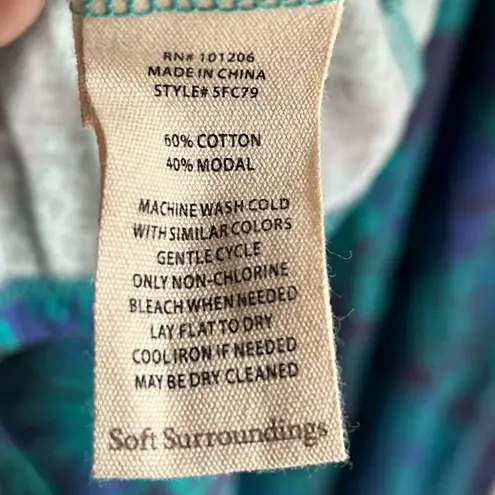 RN# 101206
MADE IN CHINA
STYLE# 5FC79
60% COTTON
40% MODAL
MACHINE WASH COLD
WITH SIMILAR COLORS
GENTLE CYCLE
ONLY NON-CHLORINE
BLEACH WHEN NEEDED
LAY FLAT TO DRY
COOL IRON IF NEEDED
MAY BE DRY CLEANED
Soft Surroundings